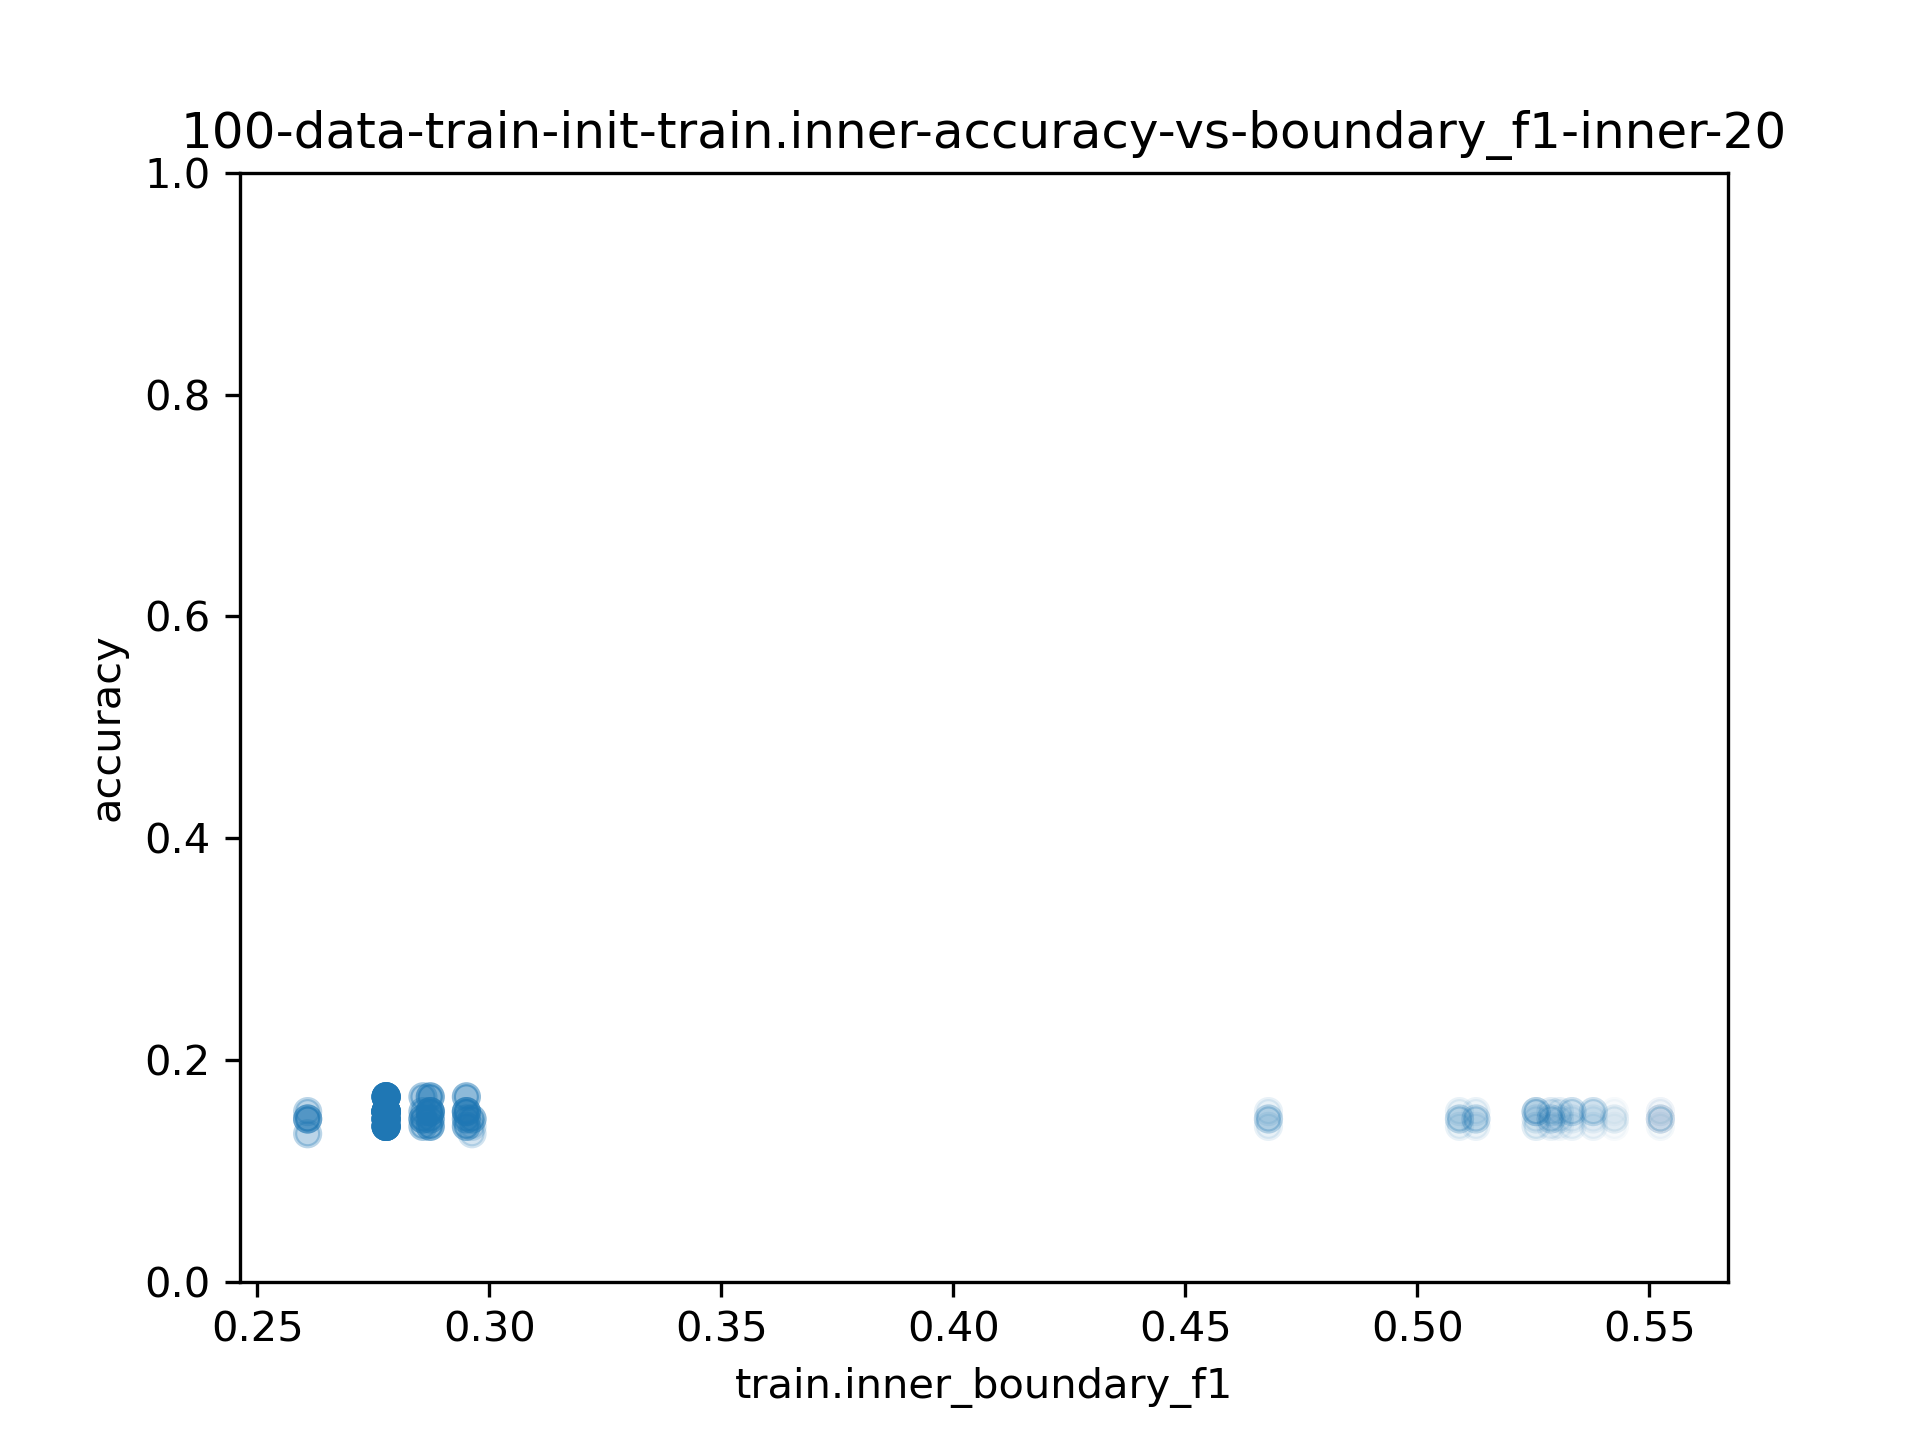 100-data-train-init-train.inner-accuracy-vs-boundary_f1-inner-20
1.0
0.8
0.6
0.4
0.2
0.0
accuracy
0.25 0.30 0.35 0.40 0.45 0.50 0.55
train.inner_boundary_f1